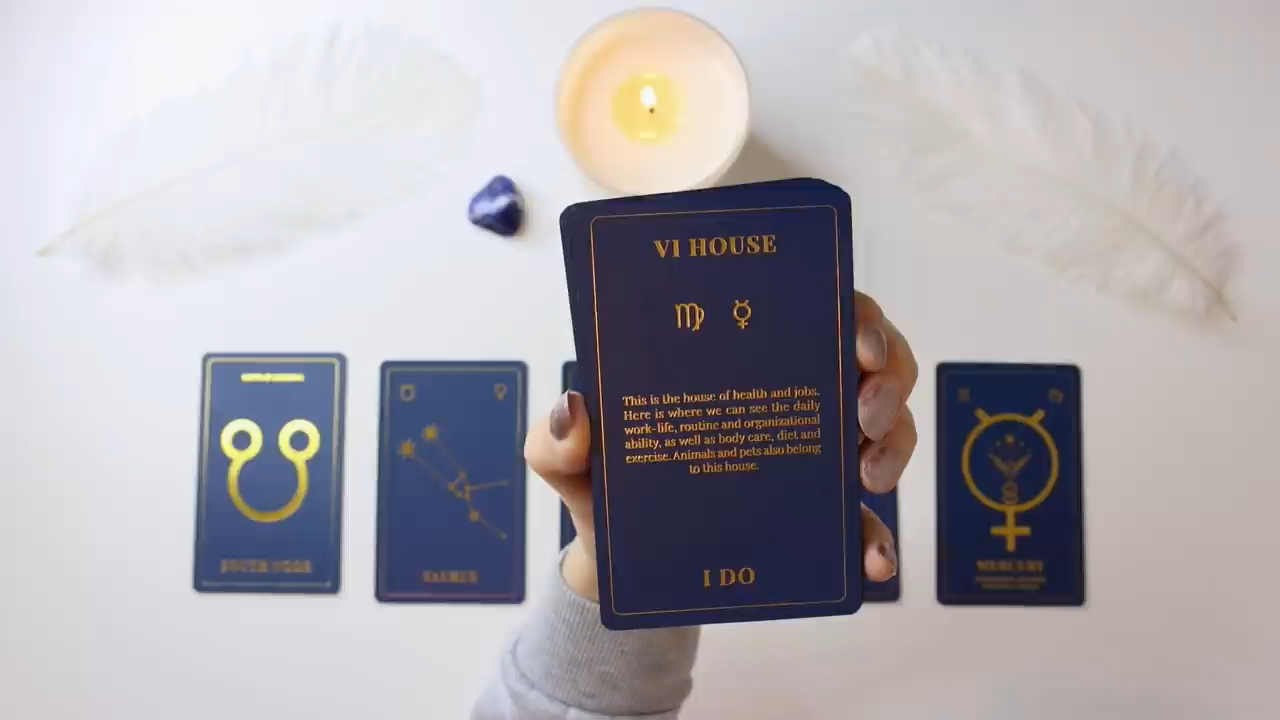 VI HOUSE
This is the house of health and jobs.
Here is where we can see the daily
work-life, routine and organizational
ability, as well as body care, diet and
exercise. Animals and pets also belong
to this house.
I DO
SOUTH NODE
TAURUS
MERCURY